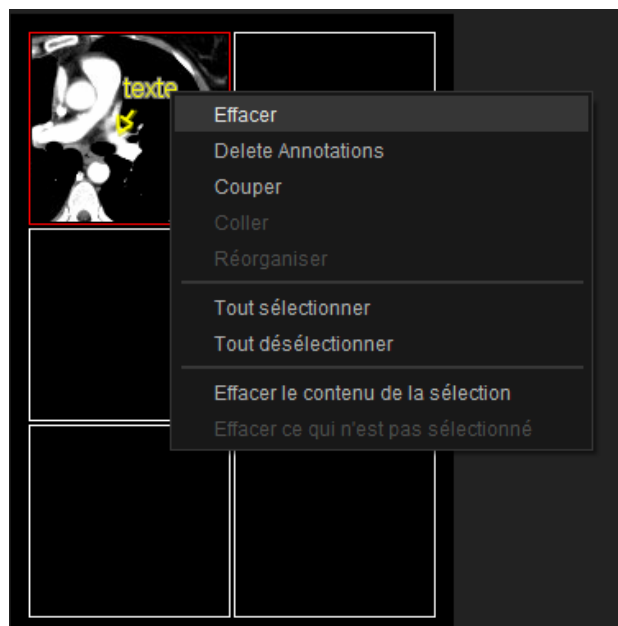 texte
Effacer
Delete Annotations
Couper
Coller
Réorganiser
Tout sélectionner
Tout désélectionner
Effacer le contenu de la sélection
Effacer ce qui n'est pas sélectionné